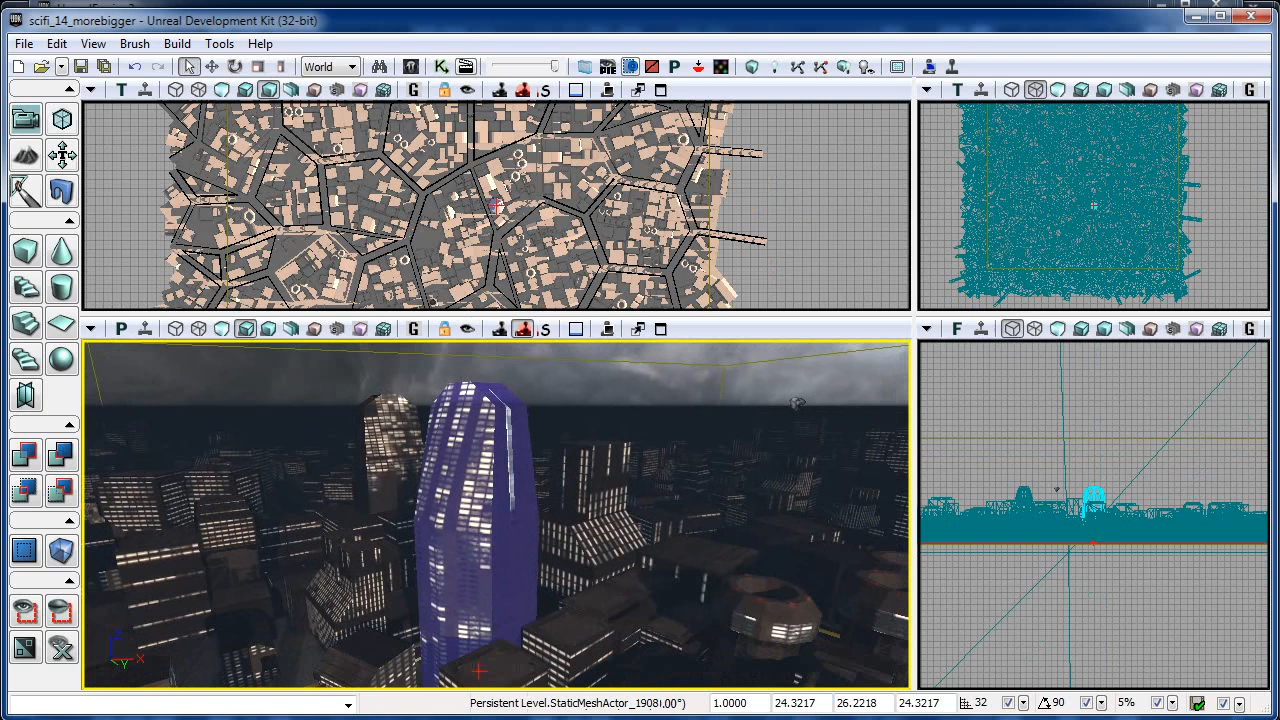 scifi_14_morebigger - Unreal Development Kit (32-bit)
File Edit View Brush Build Tools Help
World
T G S T G
P G S F G
Z X Y
Persistent Level.StaticMeshActor_1908(,00°) 1.0000 24.3217 26.2218 24.3217 32 90 5%